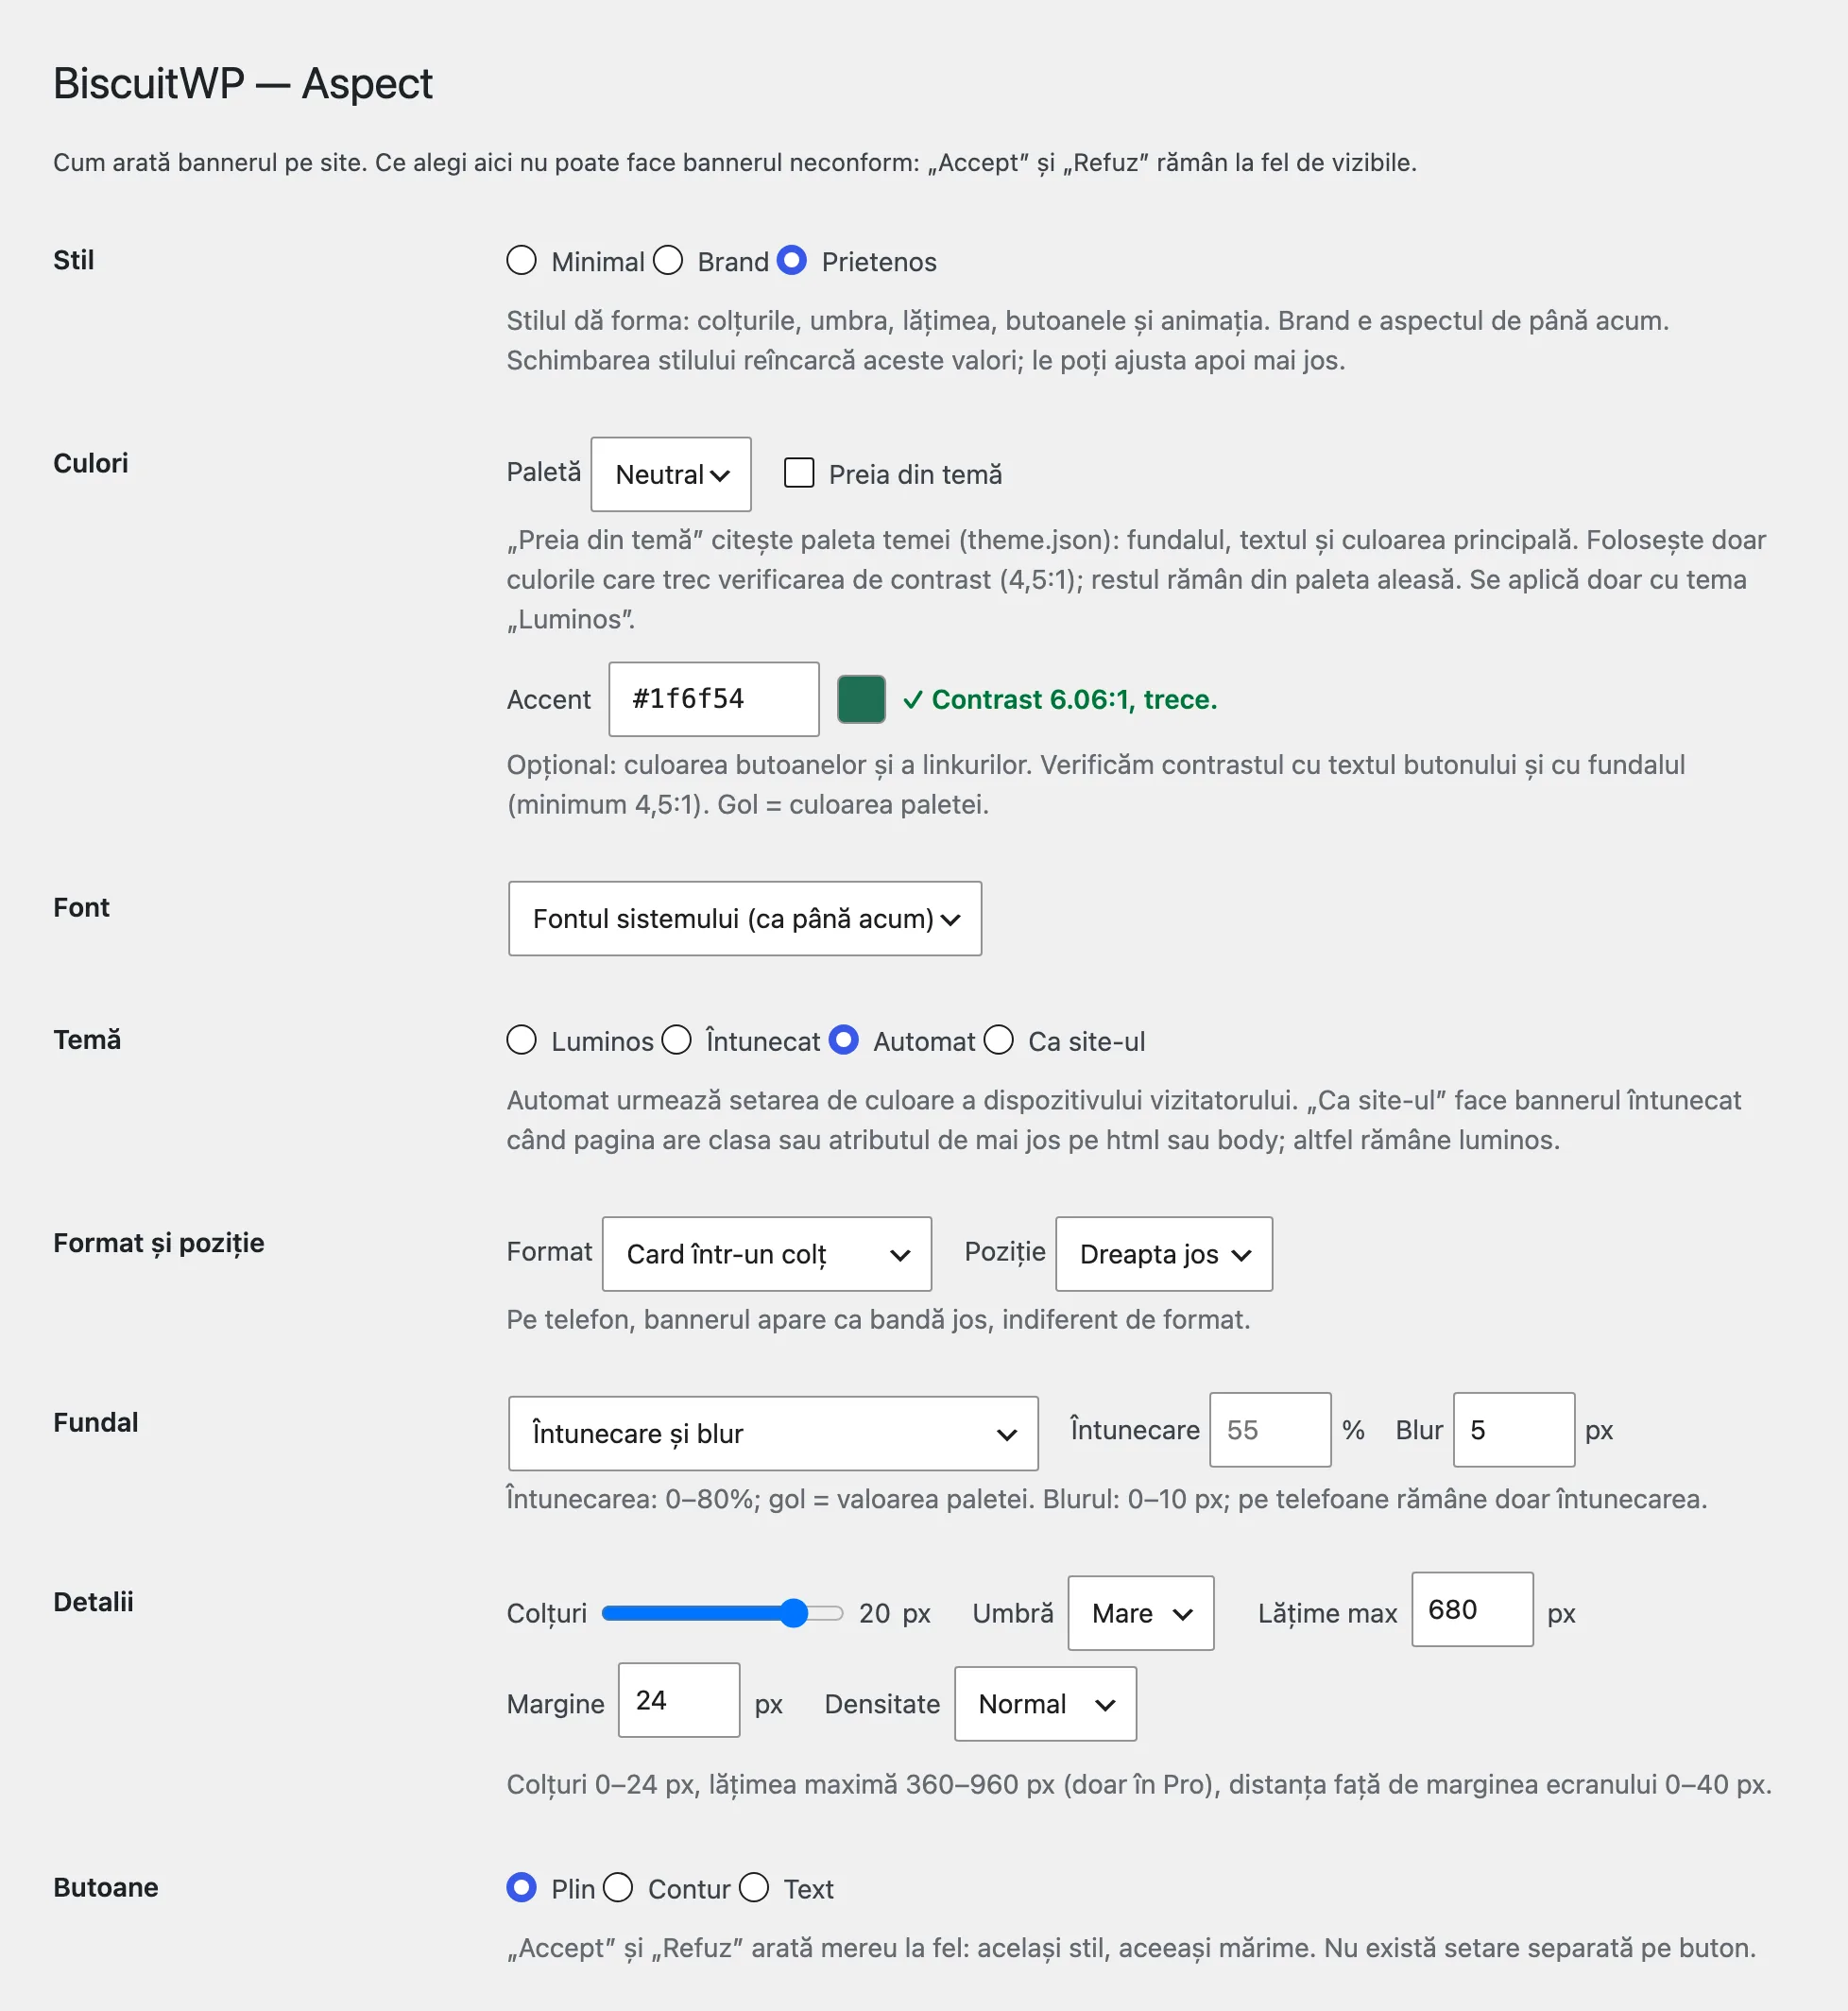 BiscuitWP — Aspect
Cum arată bannerul pe site. Ce alegi aici nu poate face bannerul neconform: „Accept” și „Refuz” rămân la fel de vizibile.
Stil
Minimal Brand Prietenos
Stilul dă forma: colțurile, umbra, lățimea, butoanele și animația. Brand e aspectul de până acum.
Schimbarea stilului reîncarcă aceste valori; le poți ajusta apoi mai jos.
Culori
Paletă Neutral Preia din temă
„Preia din temă” citește paleta temei (theme.json): fundalul, textul și culoarea principală. Folosește doar
culorile care trec verificarea de contrast (4,5:1); restul rămân din paleta aleasă. Se aplică doar cu tema
„Luminos”.
Accent #1f6f54 ✓ Contrast 6.06:1, trece.
Opțional: culoarea butoanelor și a linkurilor. Verificăm contrastul cu textul butonului și cu fundalul
(minimum 4,5:1). Gol = culoarea paletei.
Font
Fontul sistemului (ca până acum)
Temă
Luminos Întunecat Automat Ca site-ul
Automat urmează setarea de culoare a dispozitivului vizitatorului. „Ca site-ul” face bannerul întunecat
când pagina are clasa sau atributul de mai jos pe html sau body; altfel rămâne luminos.
Format și poziție
Format Card într-un colț Poziție Dreapta jos
Pe telefon, bannerul apare ca bandă jos, indiferent de format.
Fundal
Întunecare și blur Întunecare 55 % Blur 5 px
Întunecarea: 0–80%; gol = valoarea paletei. Blurul: 0–10 px; pe telefoane rămâne doar întunecarea.
Detalii
Colțuri 20 px Umbră Mare Lățime max 680 px
Margine 24 px Densitate Normal
Colțuri 0–24 px, lățimea maximă 360–960 px (doar în Pro), distanța față de marginea ecranului 0–40 px.
Butoane
Plin Contur Text
„Accept” și „Refuz” arată mereu la fel: același stil, aceeași mărime. Nu există setare separată pe buton.